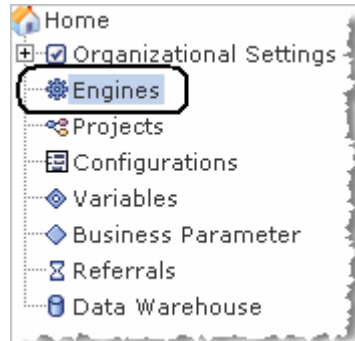 Home
Organizational Settings
Engines
Projects
Configurations
Variables
Business Parameter
Referrals
Data Warehouse